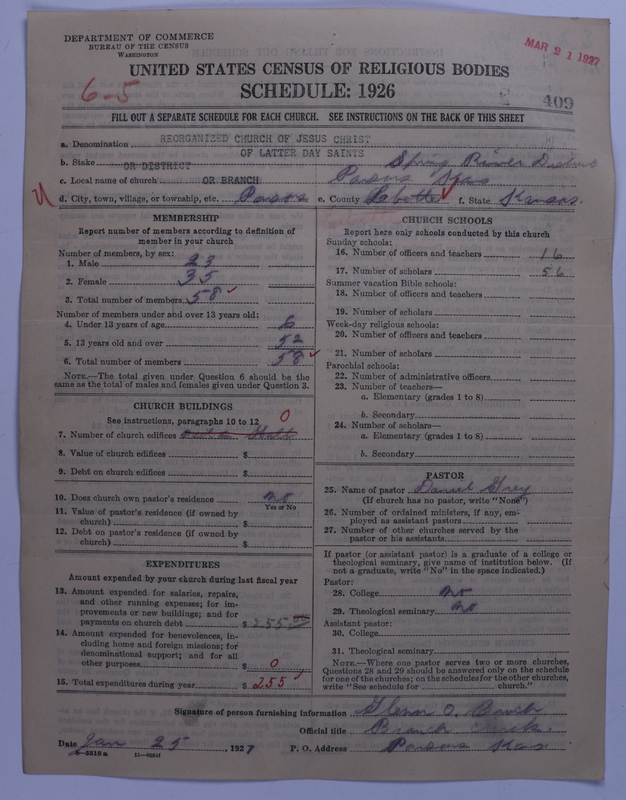 DEPARTMENT OF COMMERCE
BUREAU OF THE CENSUS
WASHINGTON
MAR 21 1927
UNITED STATES CENSUS OF RELIGIOUS BODIES
SCHEDULE: 1926
6-5
409
FILL OUT A SEPARATE SCHEDULE FOR EACH CHURCH. SEE INSTRUCTIONS ON THE BACK OF THIS SHEET
a. Denomination REORGANIZED CHURCH OF JESUS CHRIST
OF LATTER DAY SAINTS
b. Stake OR DISTRICT Spring River District
c. Local name of church OR BRANCH Parsons Kas
d. City, town, village, or township, etc. Parsons e. County Labette f. State Kansas.
MEMBERSHIP
Report number of members according to definition of member in your church
Number of members, by sex:
1. Male 23
2. Female 35
3. Total number of members 58
Number of members under and over 13 years old:
4. Under 13 years of age 6
5. 13 years old and over 52
6. Total number of members 58
NOTE.—The total given under Question 6 should be the same as the total of males and females given under Question 3.
CHURCH BUILDINGS
See instructions, paragraphs 10 to 12
7. Number of church edifices Hall 0
8. Value of church edifices $
9. Debt on church edifices $
10. Does church own pastor's residence no
Yes or No
11. Value of pastor's residence (if owned by church) $
12. Debt on pastor's residence (if owned by church) $
EXPENDITURES
Amount expended by your church during last fiscal year
13. Amount expended for salaries, repairs, and other running expenses; for improvements or new buildings; and for payments on church debt $ 255 00
14. Amount expended for benevolences, including home and foreign missions; for denominational support; and for all other purposes $ 0
15. Total expenditures during year $ 255
CHURCH SCHOOLS
Report here only schools conducted by this church
Sunday schools:
16. Number of officers and teachers 16
17. Number of scholars 56
Summer vacation Bible schools:
18. Number of officers and teachers
19. Number of scholars
Week-day religious schools:
20. Number of officers and teachers
21. Number of scholars
Parochial schools:
22. Number of administrative officers
23. Number of teachers—
a. Elementary (grades 1 to 8)
b. Secondary
24. Number of scholars—
a. Elementary (grades 1 to 8)
b. Secondary
PASTOR
25. Name of pastor Daniel Grey
(If church has no pastor, write "None")
26. Number of ordained ministers, if any, employed as assistant pastors
27. Number of other churches served by the pastor or his assistants
If pastor (or assistant pastor) is a graduate of a college or theological seminary, give name of institution below. (If not a graduate, write "No" in the space indicated.)
Pastor:
28. College no
29. Theological seminary no
Assistant pastor:
30. College
31. Theological seminary
NOTE.—Where one pastor serves two or more churches, Questions 28 and 29 should be answered only on the schedule for one of the churches; on the schedules for the other churches, write "See schedule for church."
Signature of person furnishing information Glenn O.
Official title Branch Clerk.
Date Jan 25 1927 P. O. Address Parsons Kas